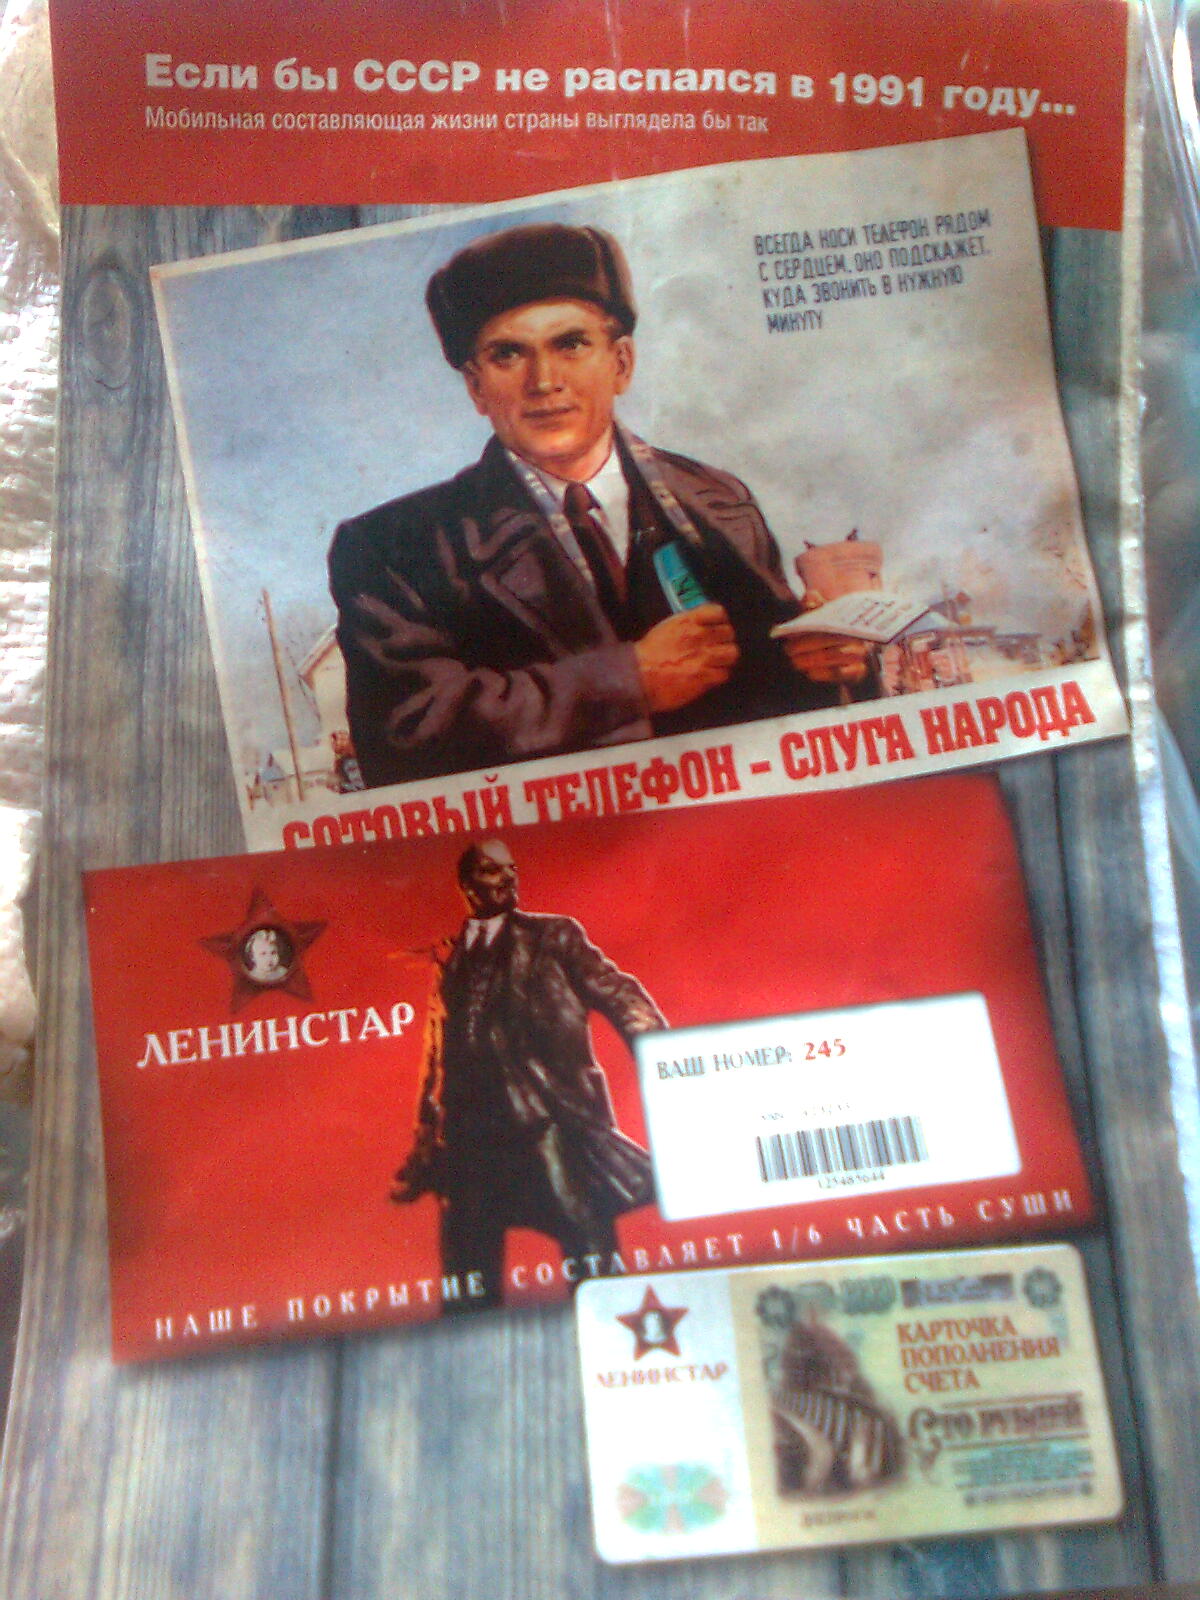 Если бы СССР не распался в 1991 году...
Мобильная составляющая жизни страны выглядела бы так
ВСЕГДА НОСИ ТЕЛЕФОН РЯДОМ
С СЕРДЦЕМ. ОНО ПОДСКАЖЕТ,
КУДА ЗВОНИТЬ В НУЖНУЮ
МИНУТУ
СОТОВЫЙ ТЕЛЕФОН - СЛУГА НАРОДА
ЛЕНИНСТАР
ВАШ НОМЕР: 245
125485644
НАШЕ ПОКРЫТИЕ СОСТАВЛЯЕТ 1/6 ЧАСТЬ СУШИ
ЛЕНИНСТАР
КАРТОЧКА
ПОПОЛНЕНИЯ
СЧЕТА
СТО РУБЛЕЙ